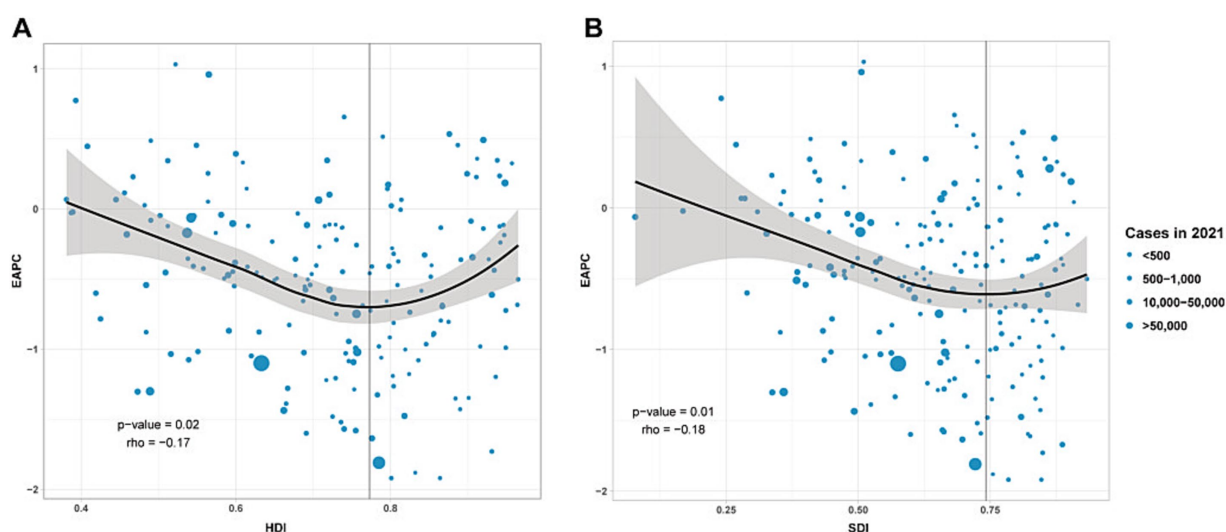 A
EAPC
1
0
−1
−2
p-value = 0.02
rho = −0.17
0.4
0.6
0.8
HDI
B
EAPC
1
0
−1
−2
p-value = 0.01
rho = −0.18
0.25
0.50
0.75
SDI
Cases in 2021
<500
500−1,000
10,000−50,000
>50,000